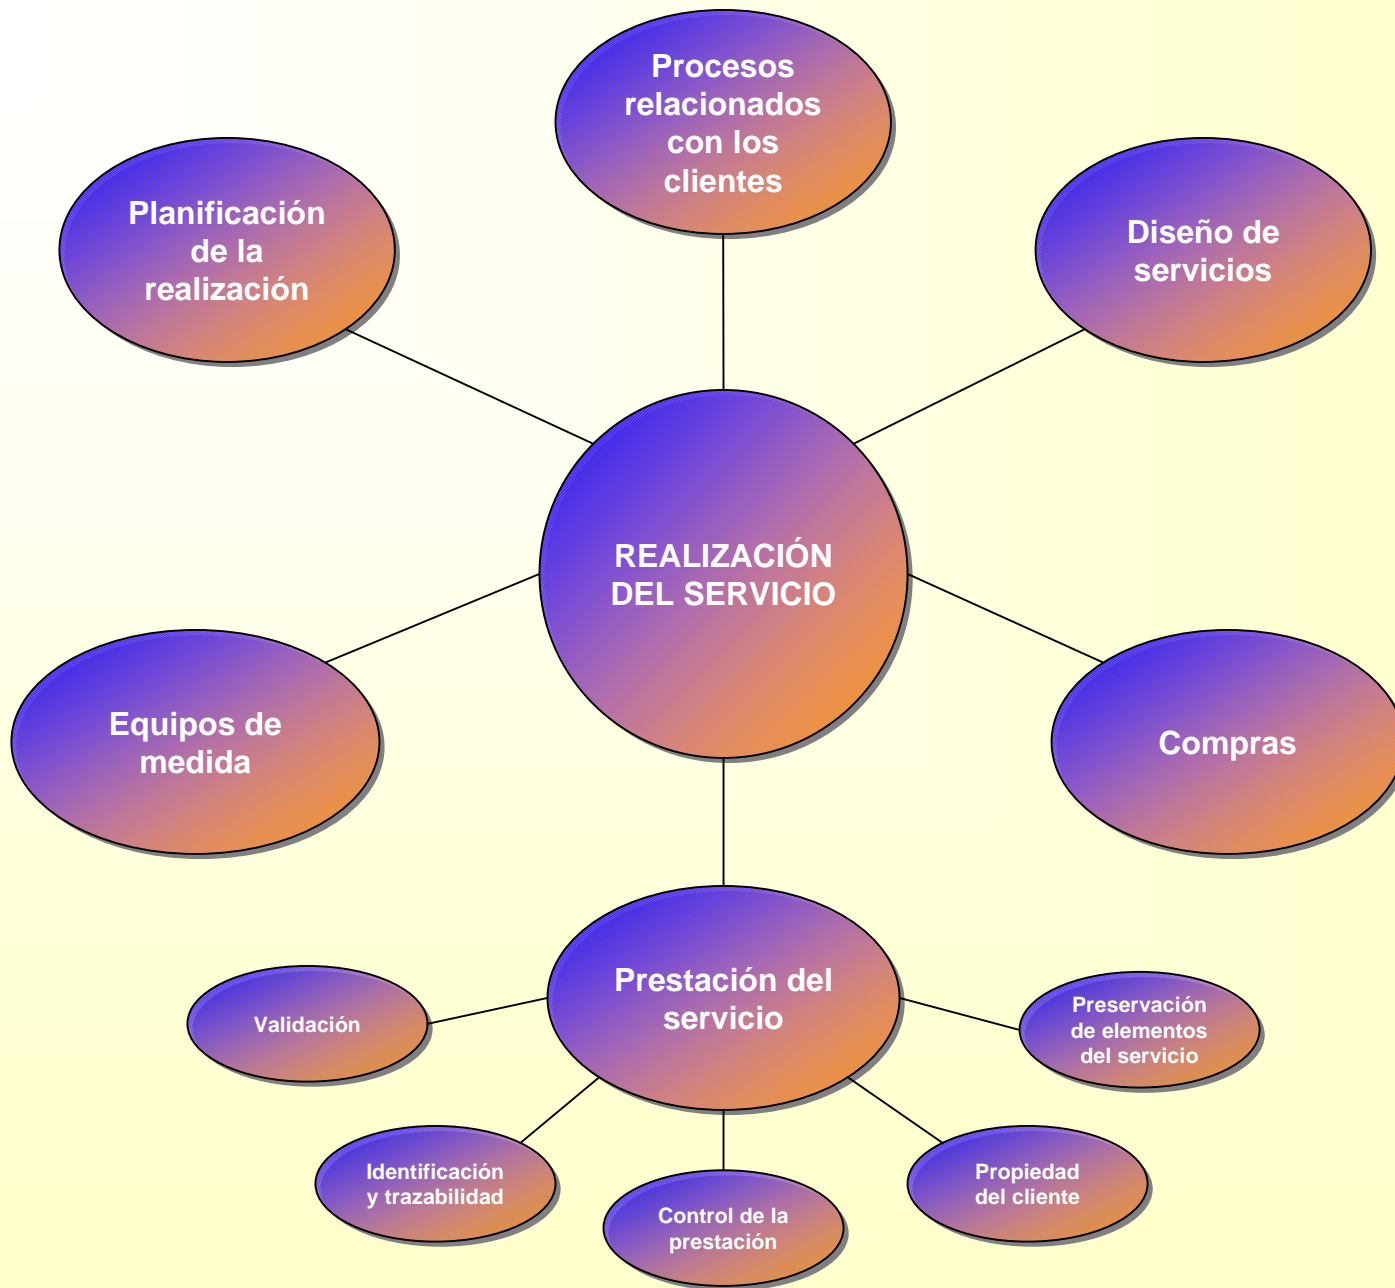 Procesos
relacionados
con los
clientes
Planificación
de la
realización
Diseño de
servicios
REALIZACIÓN
DEL SERVICIO
Equipos de
medida
Compras
Prestación del
servicio
Validación
Preservación
de elementos
del servicio
Identificación
y trazabilidad
Propiedad
del cliente
Control de la
prestación